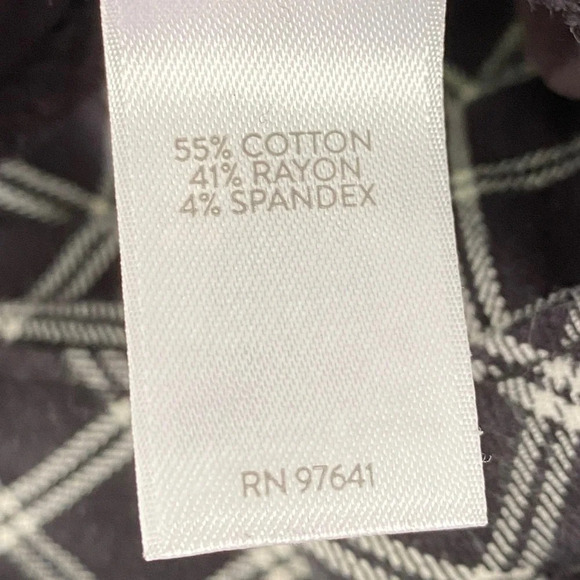 55% COTTON
41% RAYON
4% SPANDEX
RN 97641